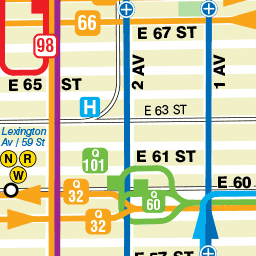 66
E 67 ST
98
E 65 ST
2 AV
1 AV
H
E 63 ST
Lexington
Av / 59 St
N R
W
Q
101
E 61 ST
Q
32
Q
60
E 60
Q
32
E 57 ST